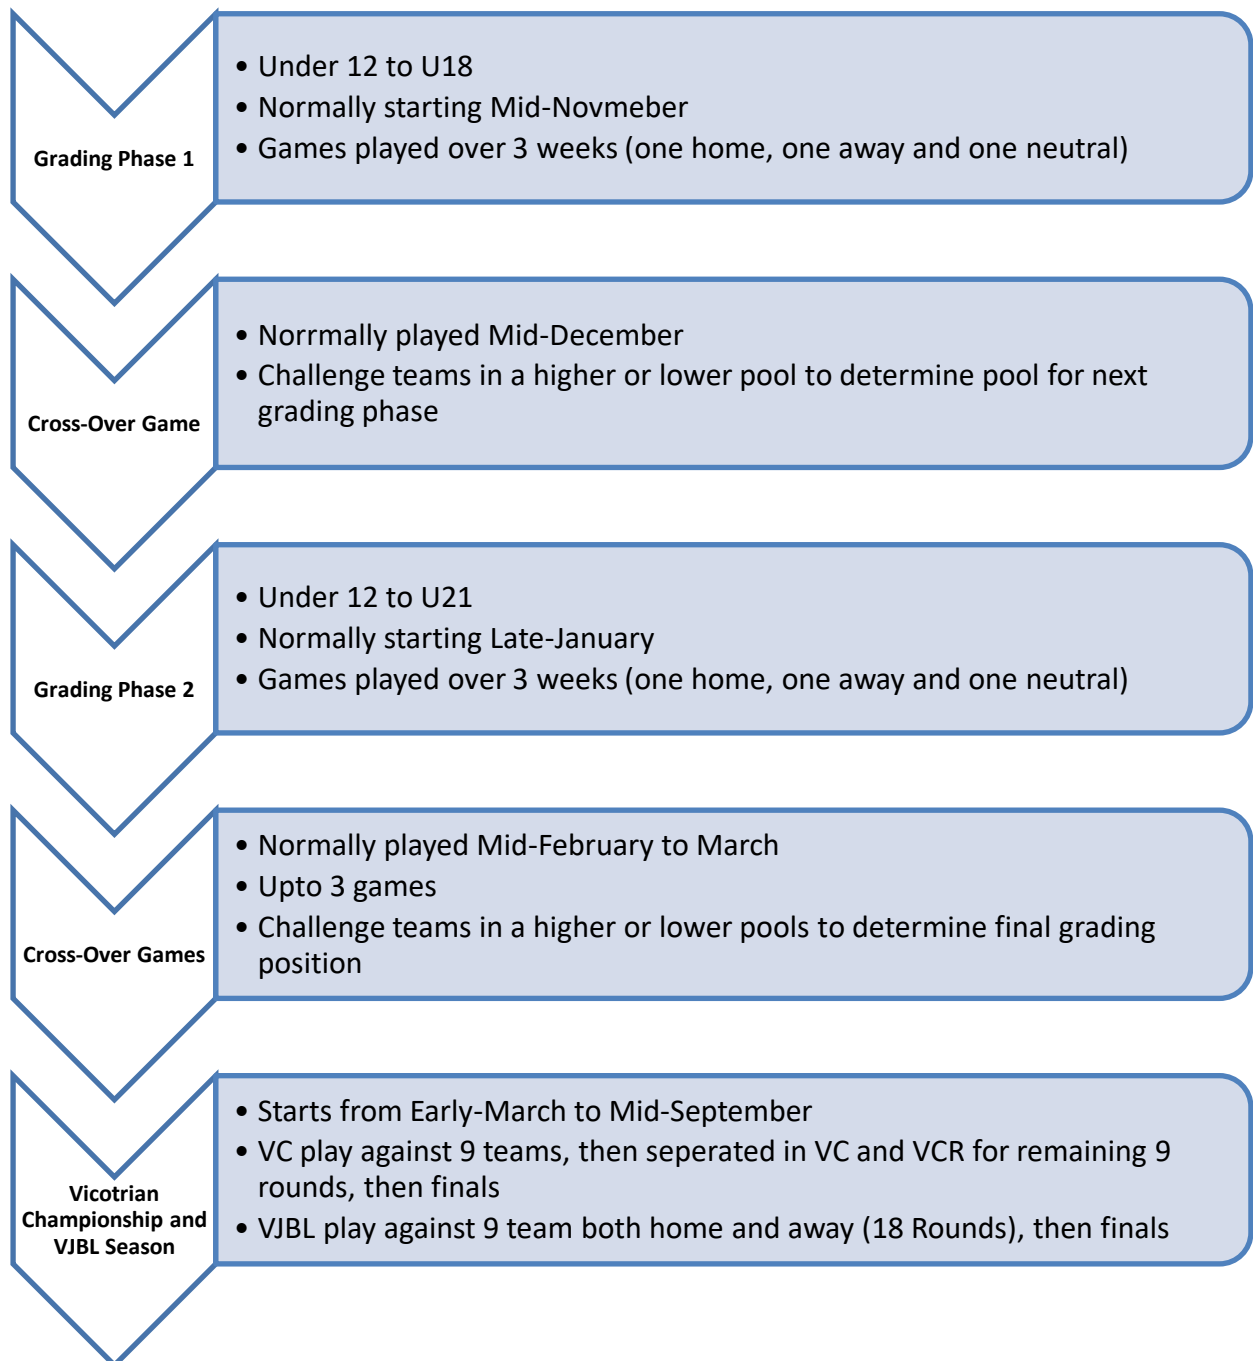 Grading Phase 1
• Under 12 to U18
• Normally starting Mid-Novmeber
• Games played over 3 weeks (one home, one away and one neutral)
Cross-Over Game
• Norrmally played Mid-December
• Challenge teams in a higher or lower pool to determine pool for next
grading phase
Grading Phase 2
• Under 12 to U21
• Normally starting Late-January
• Games played over 3 weeks (one home, one away and one neutral)
Cross-Over Games
• Normally played Mid-February to March
• Upto 3 games
• Challenge teams in a higher or lower pools to determine final grading
position
Vicotrian
Championship and
VJBL Season
• Starts from Early-March to Mid-September
• VC play against 9 teams, then seperated in VC and VCR for remaining 9
rounds, then finals
• VJBL play against 9 team both home and away (18 Rounds), then finals